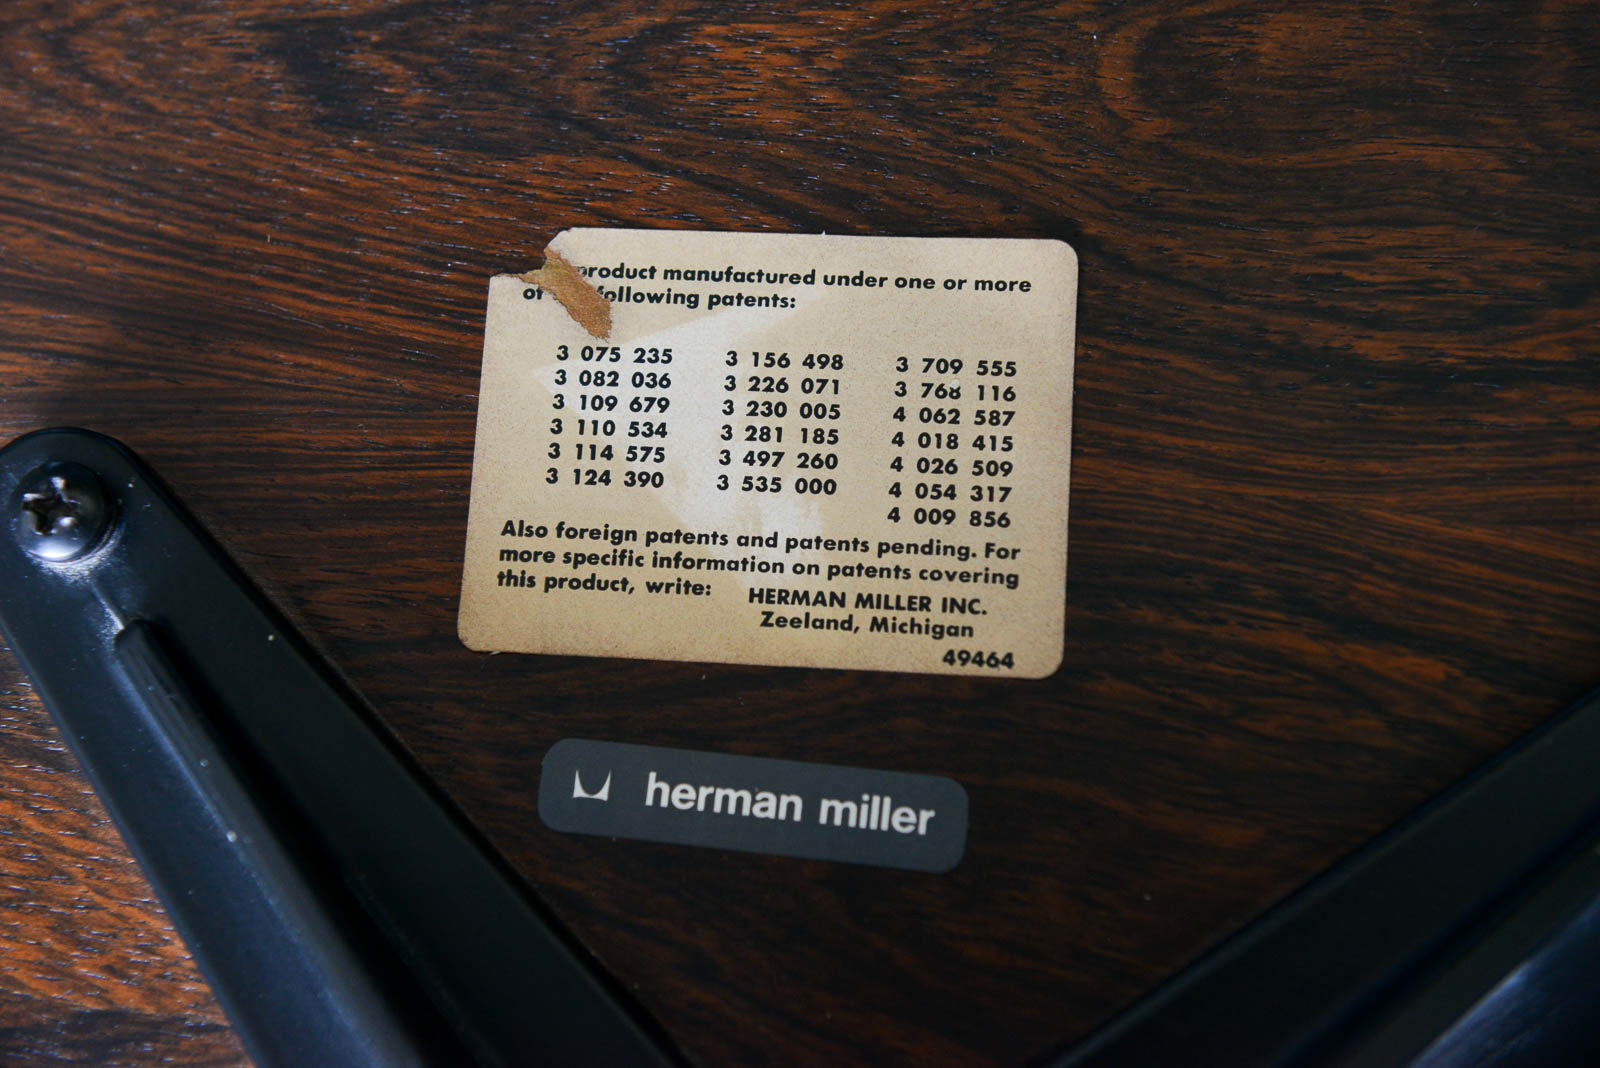 product manufactured under one or more
of following patents:
3 075 235 3 156 498 3 709 555
3 082 036 3 226 071 3 768 116
3 109 679 3 230 005 4 062 587
3 110 534 3 281 185 4 018 415
3 114 575 3 497 260 4 026 509
3 124 390 3 535 000 4 054 317
4 009 856
Also foreign patents and patents pending. For
more specific information on patents covering
this product, write: HERMAN MILLER INC.
Zeeland, Michigan
49464
herman miller